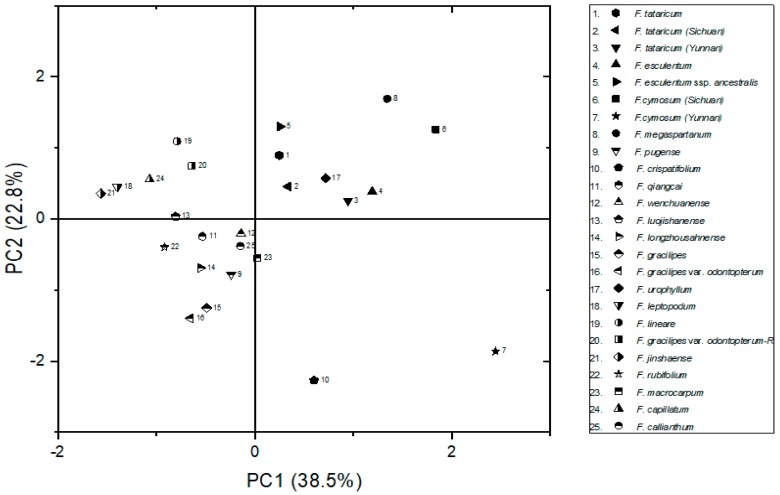 1. F. tataricum
2. F. tataricum (Sichuan)
3. F. tataricum (Yunnan)
4. F. esculentum
5. F. esculentum ssp. ancestralis
6. F.cymosum (Sichuan)
7. F.cymosum (Yunnan)
8. F. megaspartanum
9. F. pugense
10. F. crispatifolium
11. F. qiangcai
12. F. wenchuanense
13. F. luojishanense
14. F. longzhousahnense
15. F. gracilipes
16. F. gracilipes var. odontopterum
17. F. urophyllum
18. F. leptopodum
19. F. lineare
20. F. gracilipes var. odontopterum-R
21. F. jinshaense
22. F. rubifolium
23. F. macrocarpum
24. F. capillatum
25. F. callianthum
PC2 (22.8%)
2
0
-2
8
5
6
19
1
20
24
17
2
18
21
4
3
13
12
11
25
22
23
14
9
15
16
7
10
-2
0
2
PC1 (38.5%)